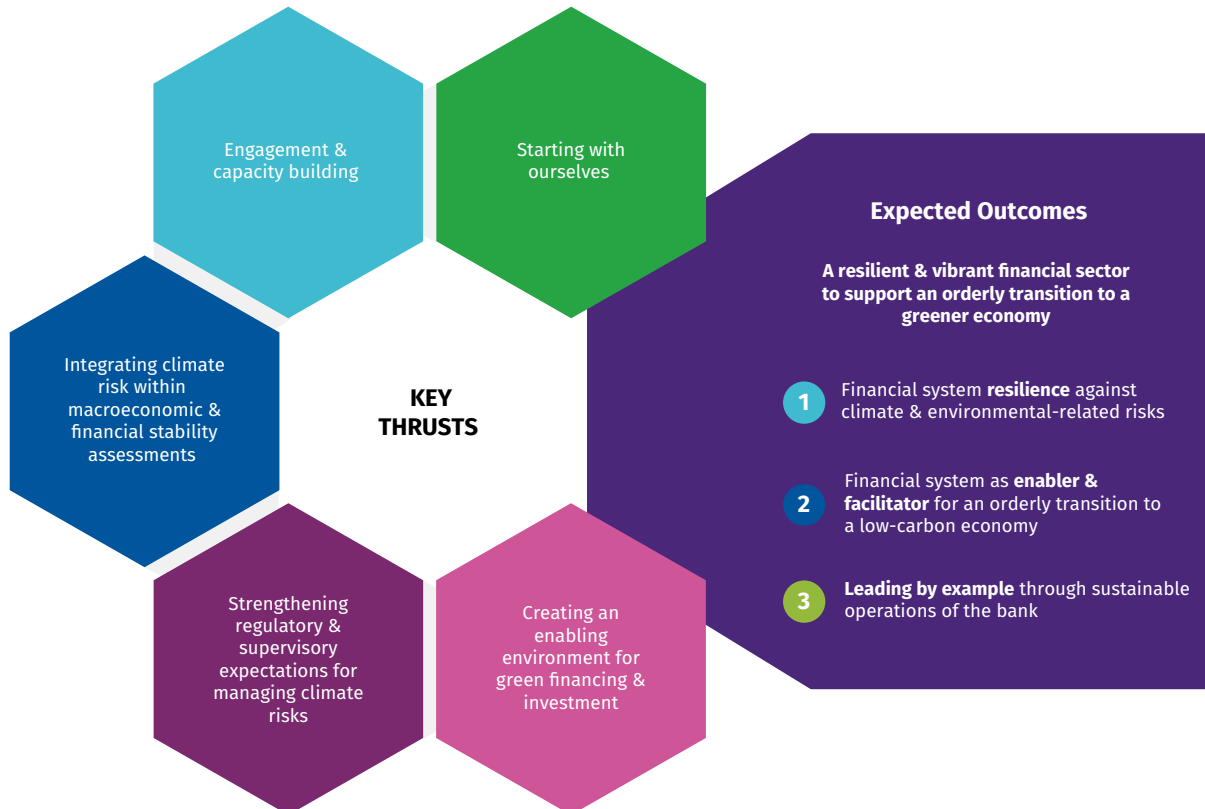 Engagement &
capacity building
Starting with
ourselves
Integrating climate
risk within
macroeconomic &
financial stability
assessments
KEY
THRUSTS
Strengthening
regulatory &
supervisory
expectations for
managing climate
risks
Creating an
enabling
environment for
green financing &
investment
Expected Outcomes
A resilient & vibrant financial sector
to support an orderly transition to a
greener economy
1
Financial system resilience against
climate & environmental-related risks
2
Financial system as enabler &
facilitator for an orderly transition to
a low-carbon economy
3
Leading by example through sustainable
operations of the bank